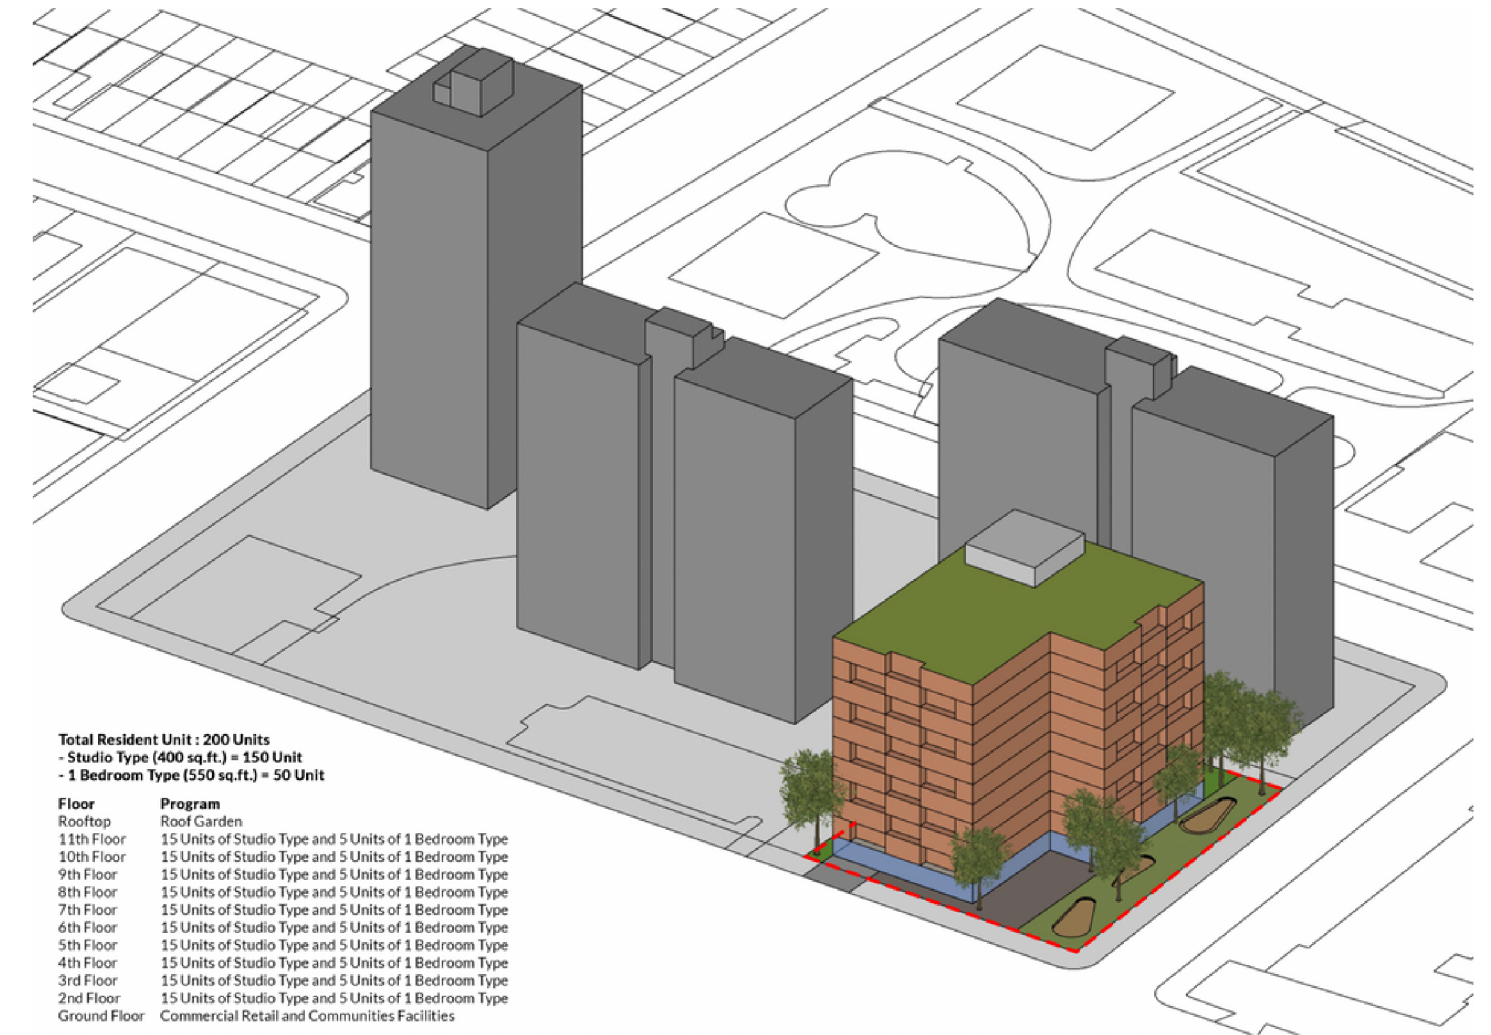 Total Resident Unit : 200 Units
- Studio Type (400 sq.ft.) = 150 Unit
- 1 Bedroom Type (550 sq.ft.) = 50 Unit
Floor Program
Rooftop Roof Garden
11th Floor 15 Units of Studio Type and 5 Units of 1 Bedroom Type
10th Floor 15 Units of Studio Type and 5 Units of 1 Bedroom Type
9th Floor 15 Units of Studio Type and 5 Units of 1 Bedroom Type
8th Floor 15 Units of Studio Type and 5 Units of 1 Bedroom Type
7th Floor 15 Units of Studio Type and 5 Units of 1 Bedroom Type
6th Floor 15 Units of Studio Type and 5 Units of 1 Bedroom Type
5th Floor 15 Units of Studio Type and 5 Units of 1 Bedroom Type
4th Floor 15 Units of Studio Type and 5 Units of 1 Bedroom Type
3rd Floor 15 Units of Studio Type and 5 Units of 1 Bedroom Type
2nd Floor 15 Units of Studio Type and 5 Units of 1 Bedroom Type
Ground Floor Commercial Retail and Communities Facilities